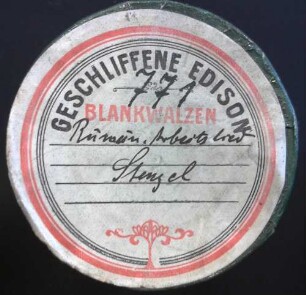 GESCHLIFFENE EDISON
771
BLANKWALZEN
Rumän. Arbeitslied
Stenzel